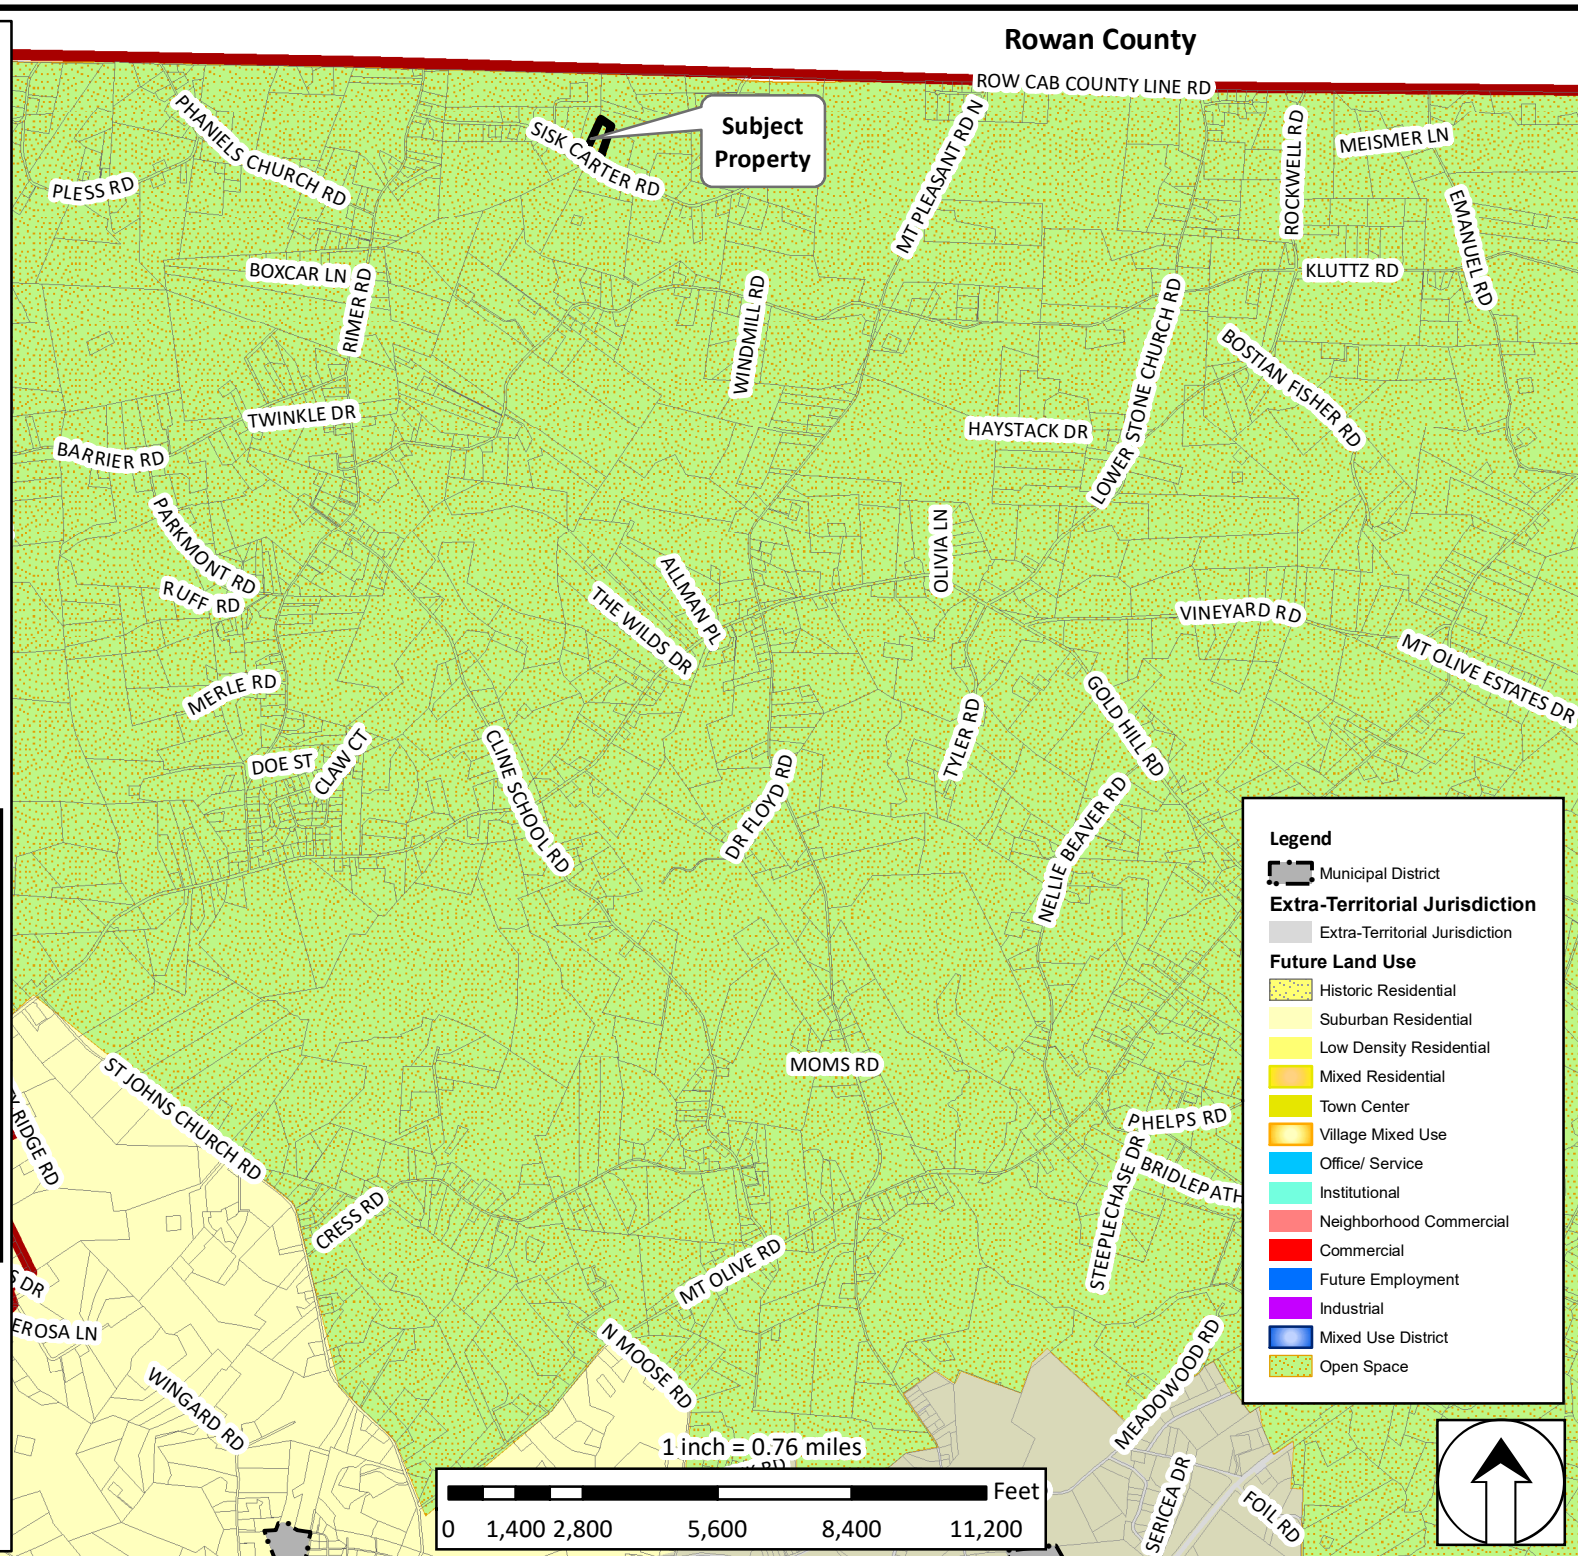 Rowan County
ROW CAB COUNTY LINE RD
Subject
Property
PHANIELS CHURCH RD
SISK CARTER RD
MT PLEASANT RD N
ROCKWELL RD
MEISMER LN
PLESS RD
EMANUEL RD
BOXCAR LN
RIMER RD
WINDMILL RD
KLUTTZ RD
LOWER STONE CHURCH RD
BOSTIAN FISHER RD
TWINKLE DR
HAYSTACK DR
BARRIER RD
PARKMONT RD
RUFF RD
OLIVIA LN
ALLMAN PL
THE WILDS DR
VINEYARD RD
MT OLIVE ESTATES DR
MERLE RD
GOLD HILL RD
TYLER RD
DOE ST
CLAW CT
CLINE SCHOOL RD
DR FLOYD RD
NELLIE BEAVER RD
MOMS RD
ST JOHNS CHURCH RD
RIDGE RD
PHELPS RD
BRIDLEPATH
STEEPLECHASE DR
CRESS RD
MT OLIVE RD
DR
EROSA LN
N MOOSE RD
WINGARD RD
MEADOWOOD RD
SERICEA DR
FOIL RD
RD
Legend
Municipal District
Extra-Territorial Jurisdiction
Extra-Territorial Jurisdiction
Future Land Use
Historic Residential
Suburban Residential
Low Density Residential
Mixed Residential
Town Center
Village Mixed Use
Office/ Service
Institutional
Neighborhood Commercial
Commercial
Future Employment
Industrial
Mixed Use District
Open Space
1 inch = 0.76 miles
Feet
0 1,400 2,800 5,600 8,400 11,200